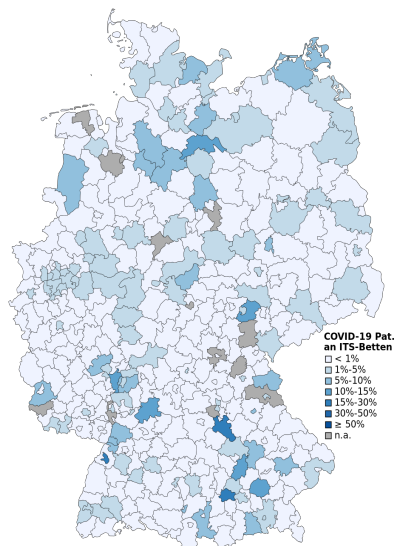 COVID-19 Pat.
an ITS-Betten
< 1%
1%-5%
5%-10%
10%-15%
15%-30%
30%-50%
≥ 50%
n.a.